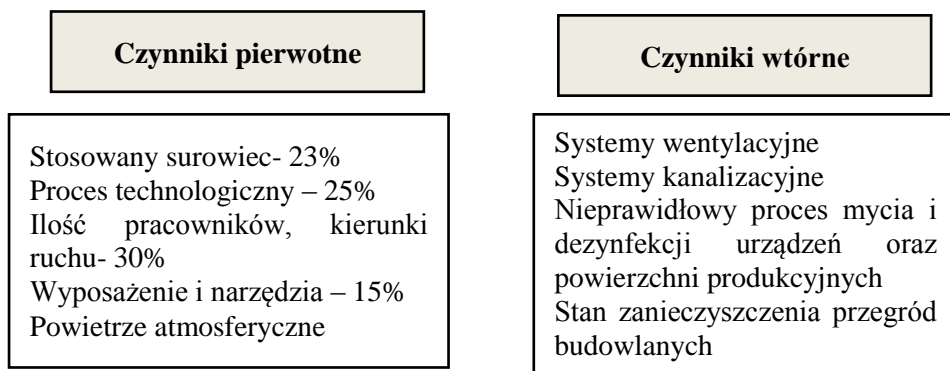 Czynniki pierwotne
Stosowany surowiec- 23%
Proces technologiczny – 25%
Ilość pracowników, kierunki
ruchu- 30%
Wyposażenie i narzędzia – 15%
Powietrze atmosferyczne
Czynniki wtórne
Systemy wentylacyjne
Systemy kanalizacyjne
Nieprawidłowy proces mycia i
dezynfekcji urządzeń oraz
powierzchni produkcyjnych
Stan zanieczyszczenia przegród
budowlanych